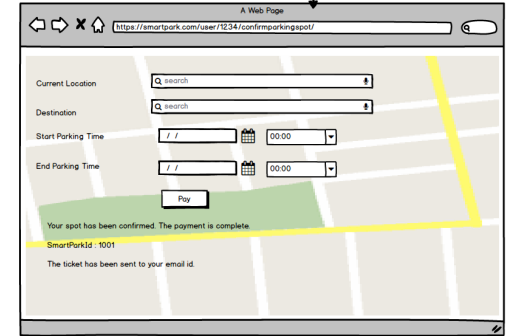 A Web Page
https://smartpark.com/user/1234/confirmparkingspot/
Current Location
search
Destination
search
Start Parking Time
/ /
00:00
End Parking Time
/ /
00:00
Pay
Your spot has been confirmed. The payment is complete.
SmartParkId : 1001
The ticket has been sent to your email id.